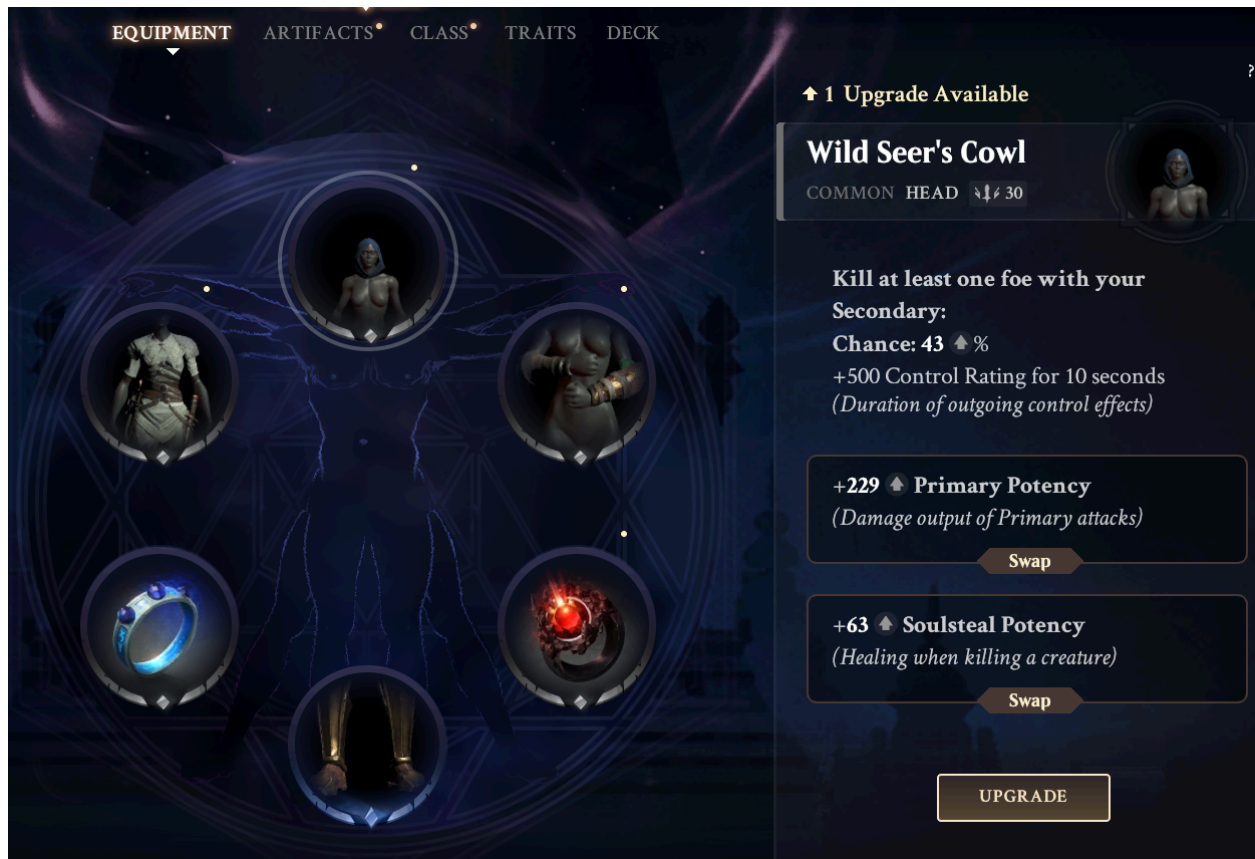 EQUIPMENT ARTIFACTS CLASS TRAITS DECK
?
1 Upgrade Available
Wild Seer's Cowl
COMMON HEAD 30
Kill at least one foe with your
Secondary:
Chance: 43 %
+500 Control Rating for 10 seconds
(Duration of outgoing control effects)
+229 Primary Potency
(Damage output of Primary attacks)
Swap
+63 Soulsteal Potency
(Healing when killing a creature)
Swap
UPGRADE